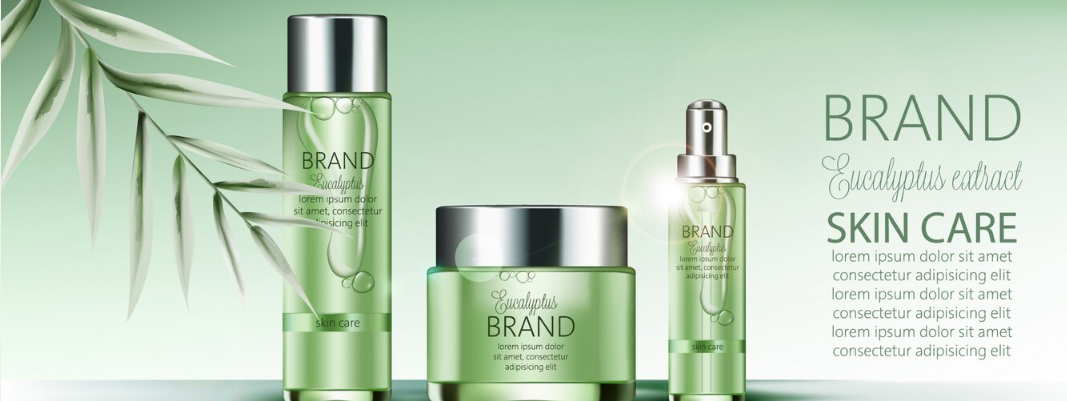 BRAND
Eucalyptus
lorem ipsum dolor
sit amet, consectetur
adipisicing elit
skin care
Eucalyptus
BRAND
lorem ipsum dolor
sit amet, consectetur
adipisicing elit
BRAND
Eucalyptus
lorem ipsum dolor
sit amet, consectetur
adipisicing elit
skin care
BRAND
Eucalyptus extract
SKIN CARE
lorem ipsum dolor sit amet
consectetur adipisicing elit
lorem ipsum dolor sit amet
consectetur adipisicing elit
lorem ipsum dolor sit amet
consectetur adipisicing elit